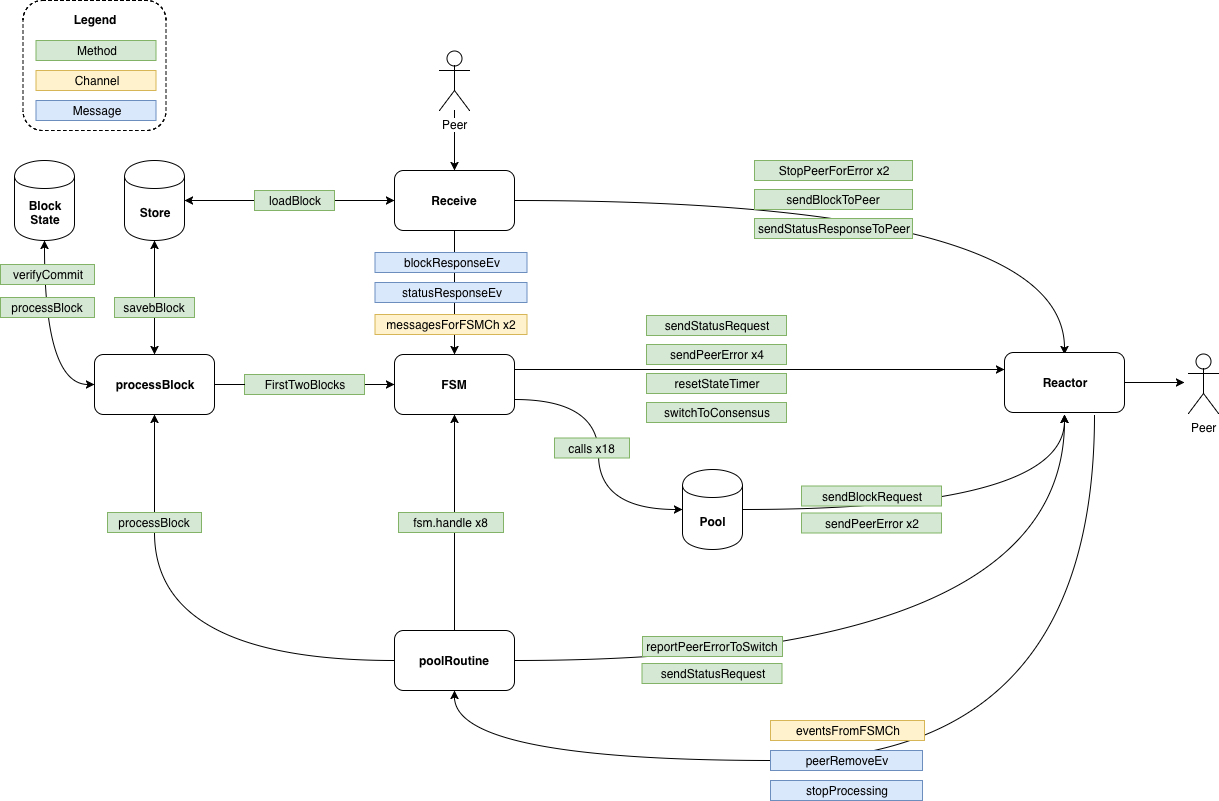 Legend
Method
Channel
Message
Peer
Block
State
Store
loadBlock
Receive
StopPeerForError x2
sendBlockToPeer
sendStatusResponseToPeer
verifyCommit
processBlock
savebBlock
blockResponseEv
statusResponseEv
messagesForFSMCh x2
processBlock
FirstTwoBlocks
FSM
sendStatusRequest
sendPeerError x4
resetStateTimer
switchToConsensus
Reactor
Peer
calls x18
Pool
sendBlockRequest
sendPeerError x2
processBlock
fsm.handle x8
poolRoutine
reportPeerErrorToSwitch
sendStatusRequest
eventsFromFSMCh
peerRemoveEv
stopProcessing